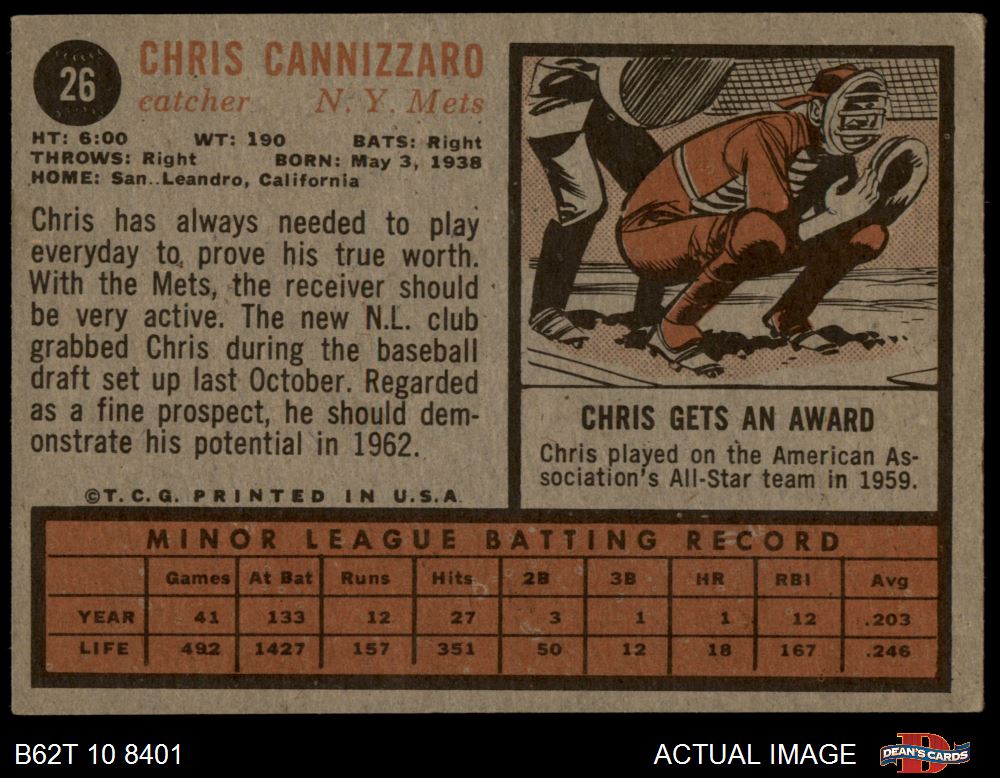 26
CHRIS CANNIZZARO
catcher N. Y. Mets
HT: 6:00 WT: 190 BATS: Right
THROWS: Right BORN: May 3, 1938
HOME: San..Leandro, California
Chris has always needed to play
everyday to prove his true worth.
With the Mets, the receiver should
be very active. The new N.L. club
grabbed Chris during the baseball
draft set up last October. Regarded
as a fine prospect, he should dem-
onstrate his potential in 1962.
©T. C. G. PRINTED IN U.S.A.
CHRIS GETS AN AWARD
Chris played on the American As-
sociation's All-Star team in 1959.
MINOR LEAGUE BATTING RECORD
Games At Bat Runs Hits 2B 3B HR RBI Avg
YEAR 41 133 12 27 3 1 1 12 .203
LIFE 492 1427 157 351 50 12 18 167 .246
B62T 10 8401
ACTUAL IMAGE
D
DEAN'S CARDS